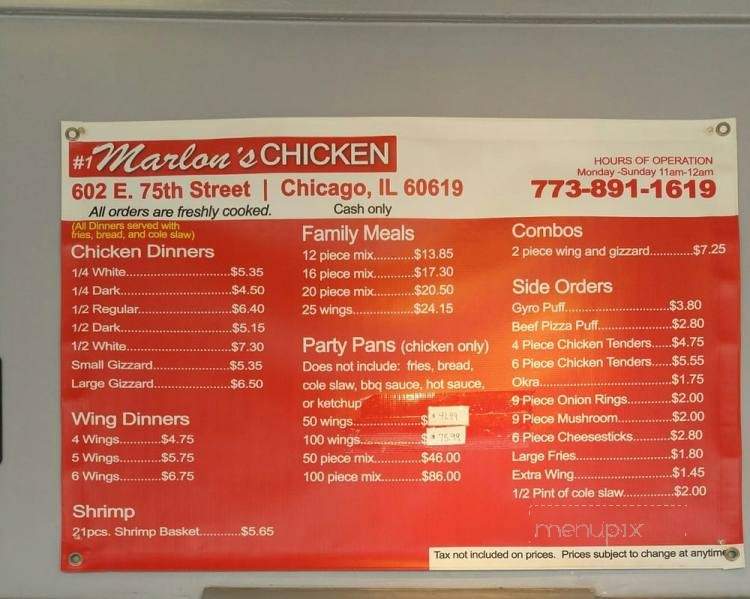 #1 Marlon's CHICKEN
602 E. 75th Street | Chicago, IL 60619
All orders are freshly cooked. Cash only
HOURS OF OPERATION
Monday -Sunday 11am-12am
773-891-1619
(All Dinners served with
fries, bread, and cole slaw)
Chicken Dinners
1/4 White.......................$5.35
1/4 Dark........................$4.50
1/2 Regular....................$6.40
1/2 Dark........................$5.15
1/2 White.......................$7.30
Small Gizzard................$5.35
Large Gizzard................$6.50
Wing Dinners
4 Wings...........$4.75
5 Wings...........$5.75
6 Wings...........$6.75
Shrimp
21pcs. Shrimp Basket...........$5.65
Family Meals
12 piece mix..........$13.85
16 piece mix..........$17.30
20 piece mix..........$20.50
25 wings...............$24.15
Party Pans (chicken only)
Does not include: fries, bread,
cole slaw, bbq sauce, hot sauce,
or ketchup
50 wings...............$
100 wings.............$
50 piece mix...........$46.00
100 piece mix.........$86.00
Combos
2 piece wing and gizzard............$7.25
Side Orders
Gyro Puff..........................$3.80
Beef Pizza Puff..................$2.80
4 Piece Chicken Tenders.....$4.75
6 Piece Chicken Tenders.....$5.55
Okra.................................$1.75
9 Piece Onion Rings...........$2.00
9 Piece Mushroom..............$2.00
6 Piece Cheesesticks..........$2.80
Large Fries........................$1.80
Extra Wing........................$1.45
1/2 Pint of cole slaw.............$2.00
menupix
Tax not included on prices. Prices subject to change at anytime